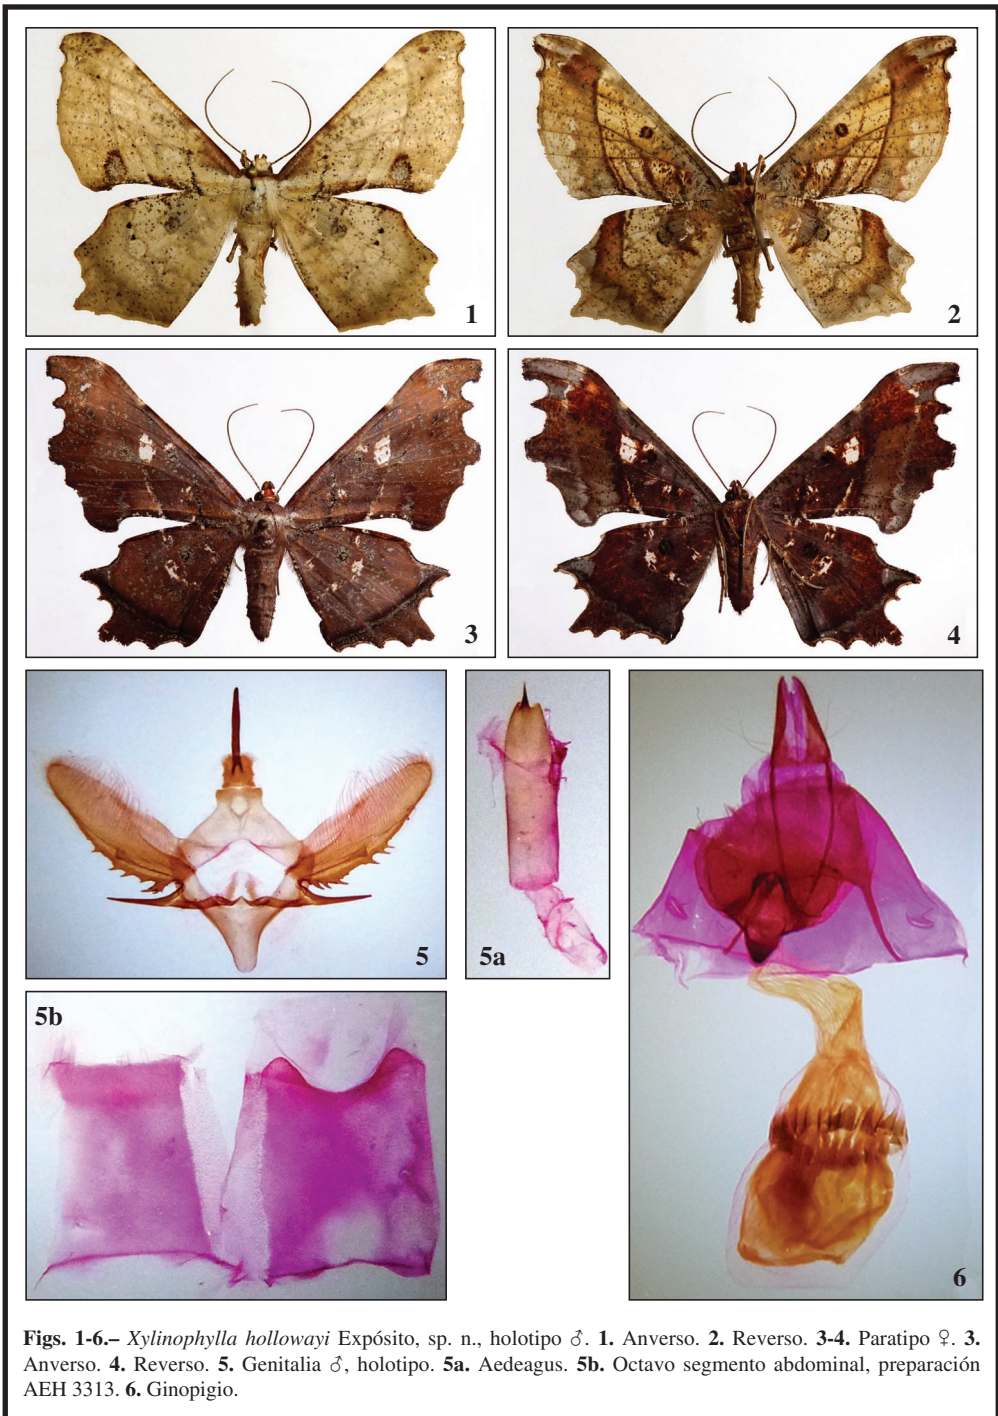 1
2
3
4
5
5a
5b
6
Figs. 1-6.– Xylinophylla hollowayi Expósito, sp. n., holotipo ♂. 1. Anverso. 2. Reverso. 3-4. Paratipo ♀. 3.
Anverso. 4. Reverso. 5. Genitalia ♂, holotipo. 5a. Aedeagus. 5b. Octavo segmento abdominal, preparación
AEH 3313. 6. Ginopigio.